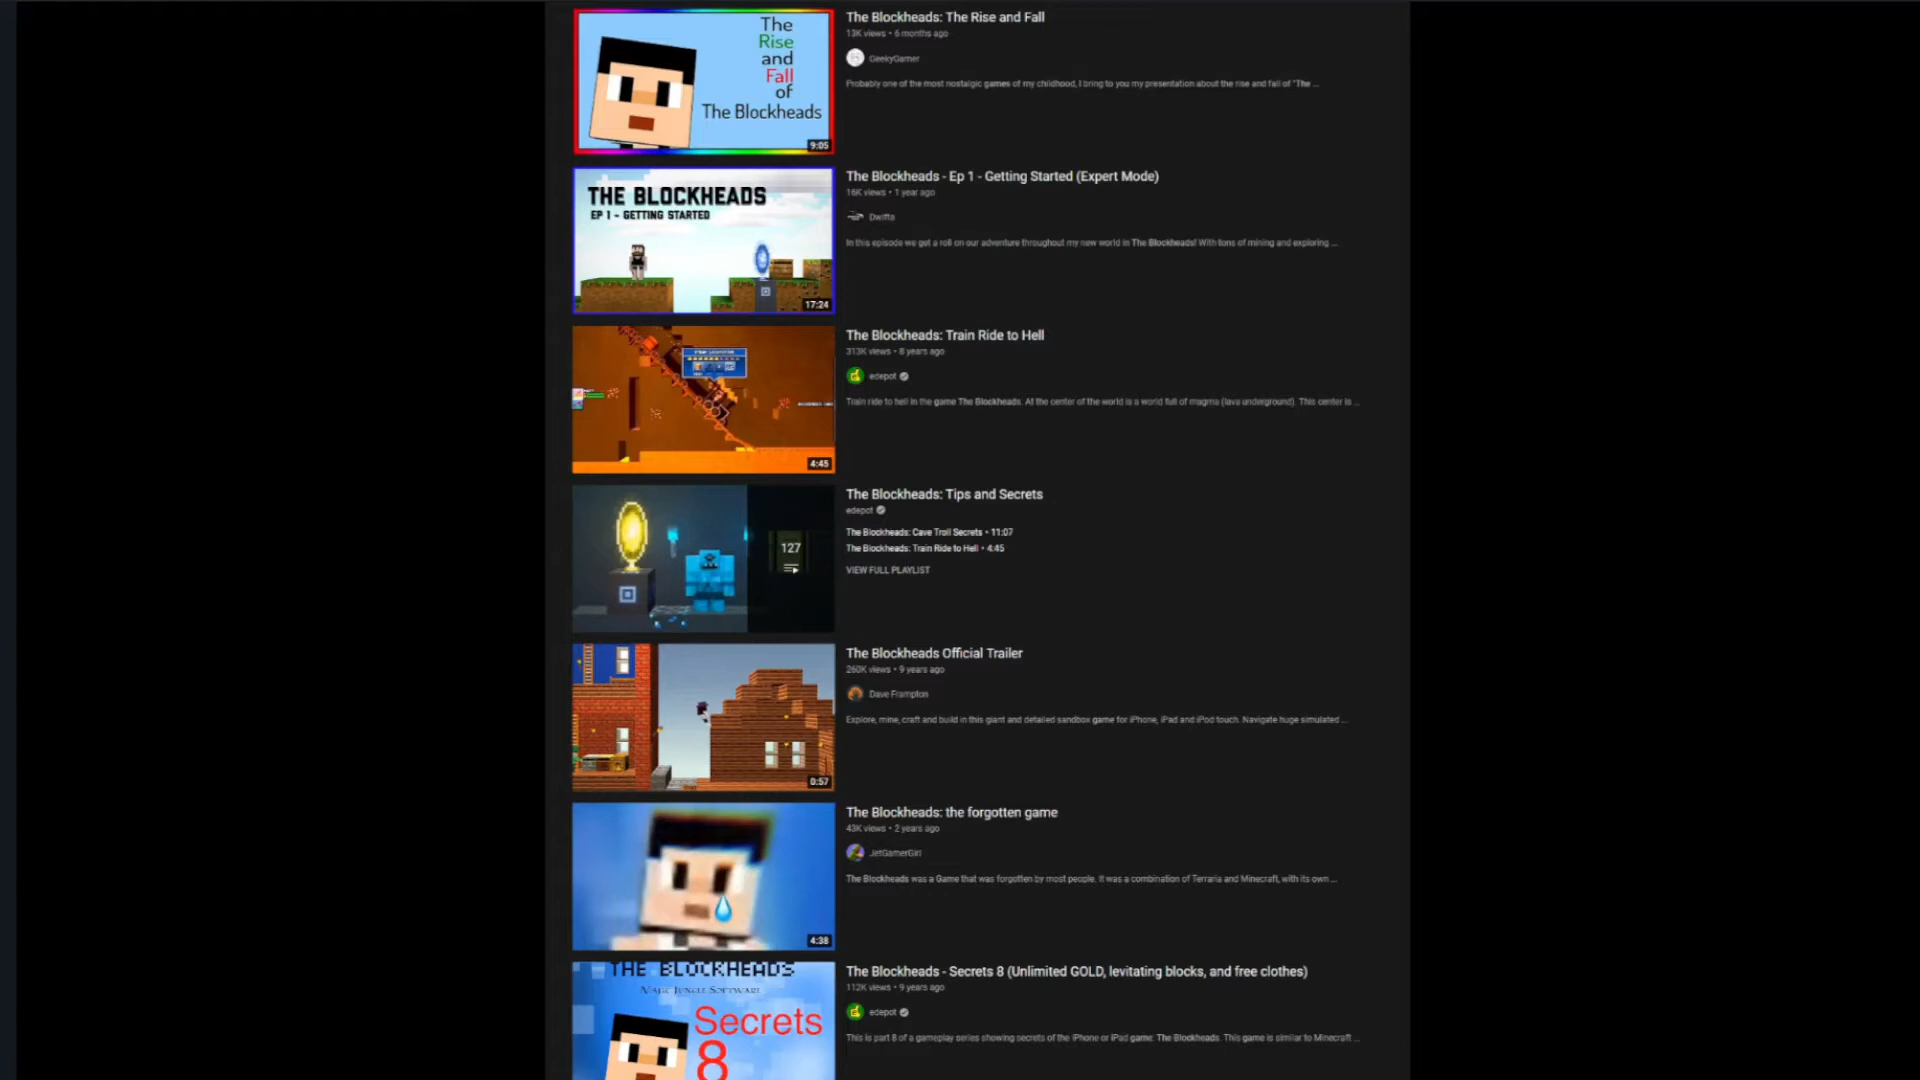 The
Rise
and
Fall
of
The Blockheads
9:05
The Blockheads: The Rise and Fall
13K views • 6 months ago
GeekyGamer
Probably one of the most nostalgic games of my childhood, I bring to you my presentation about the rise and fall of "The ...
THE BLOCKHEADS
EP 1 - GETTING STARTED
17:24
The Blockheads - Ep 1 - Getting Started (Expert Mode)
16K views • 1 year ago
In this episode we get a roll on our adventure throughout my new world in The Blockheads! With tons of mining and exploring ...
4:45
The Blockheads: Train Ride to Hell
313K views • 8 years ago
edepot
Train ride to hell in the game The Blockheads. At the center of the world is a world full of magma (lava underground). This center is ...
127
The Blockheads: Tips and Secrets
edepot
The Blockheads: Cave Troll Secrets • 11:07
The Blockheads: Train Ride to Hell • 4:45
VIEW FULL PLAYLIST
0:57
The Blockheads Official Trailer
260K views • 9 years ago
Dave Frampton
Explore, mine, craft and build in this giant and detailed sandbox game for iPhone, iPad and iPod touch. Navigate huge simulated ...
4:38
The Blockheads: the forgotten game
43K views • 2 years ago
JetGamerGirl
The Blockheads was a Game that was forgotten by most people. It was a combination of Terraria and Minecraft, with its own ...
THE BLOCKHEADS
Majic Jungle Software
Secrets
8
The Blockheads - Secrets 8 (Unlimited GOLD, levitating blocks, and free clothes)
112K views • 9 years ago
edepot
This is part 8 of a gameplay series showing secrets of the iPhone or iPad game: The Blockheads. This game is similar to Minecraft ...